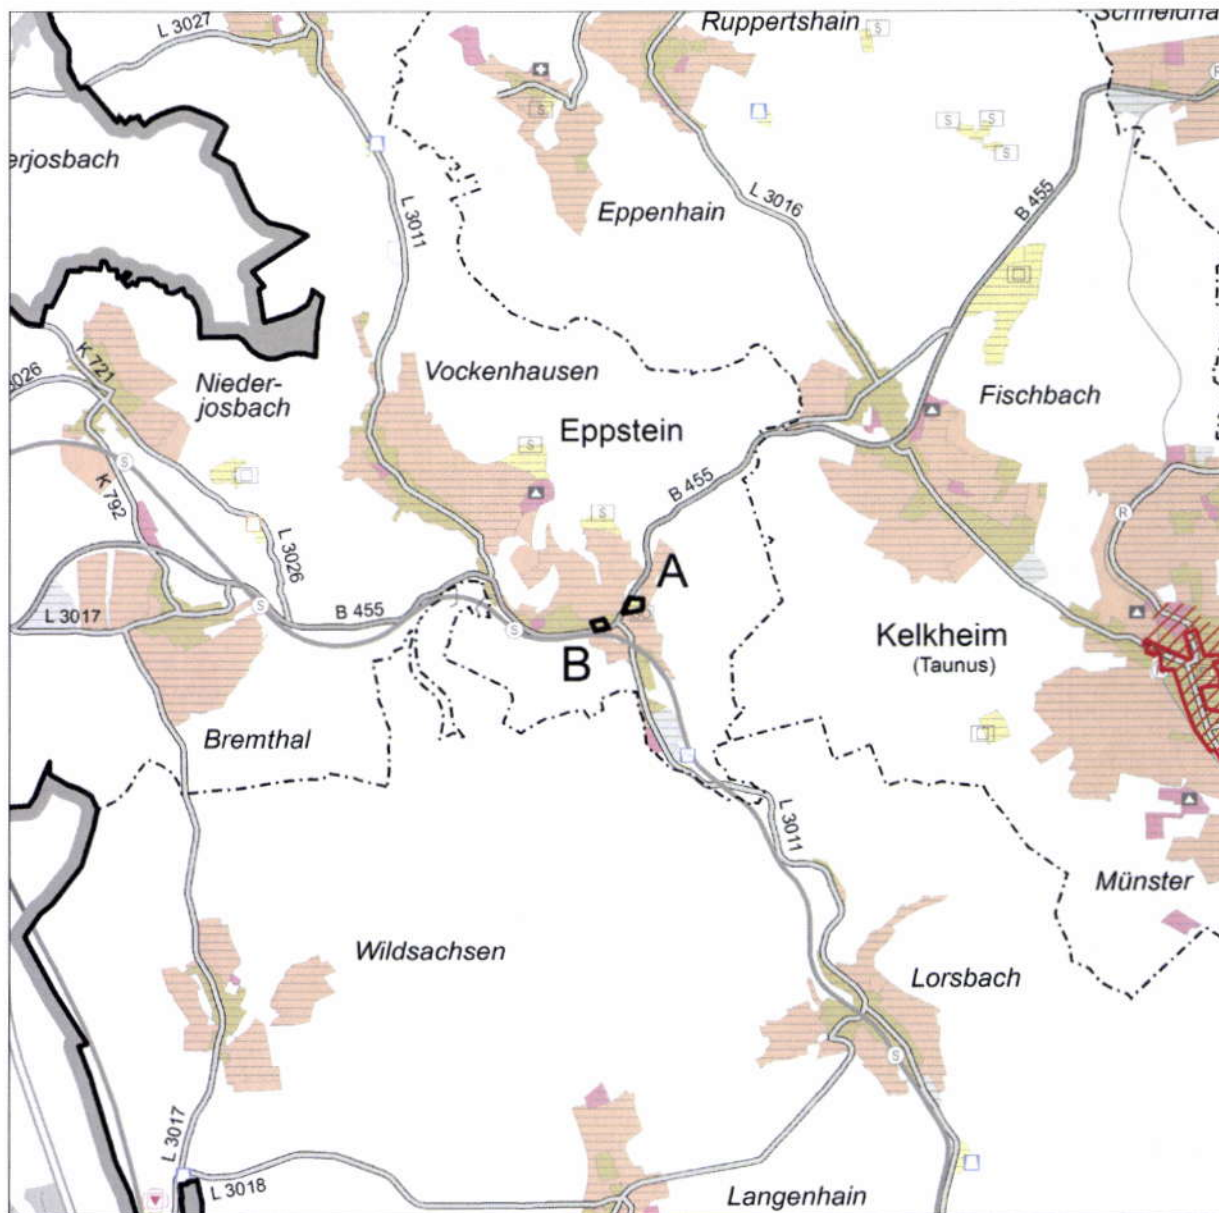 L 3027
Ruppertshain
S
erjosbach
S
S
S
S
L 3011
Eppenhain
L 3016
B 455
R
K 721
3026
Nieder-
josbach
Vockenhausen
Eppstein
Fischbach
S
S
S
K 792
B 455
R
L 3026
A
L 3017
S
B 455
S
B
Kelkheim
(Taunus)
Bremthal
L 3011
Münster
Wildsachsen
Lorsbach
S
L 3017
L 3018
Langenhain